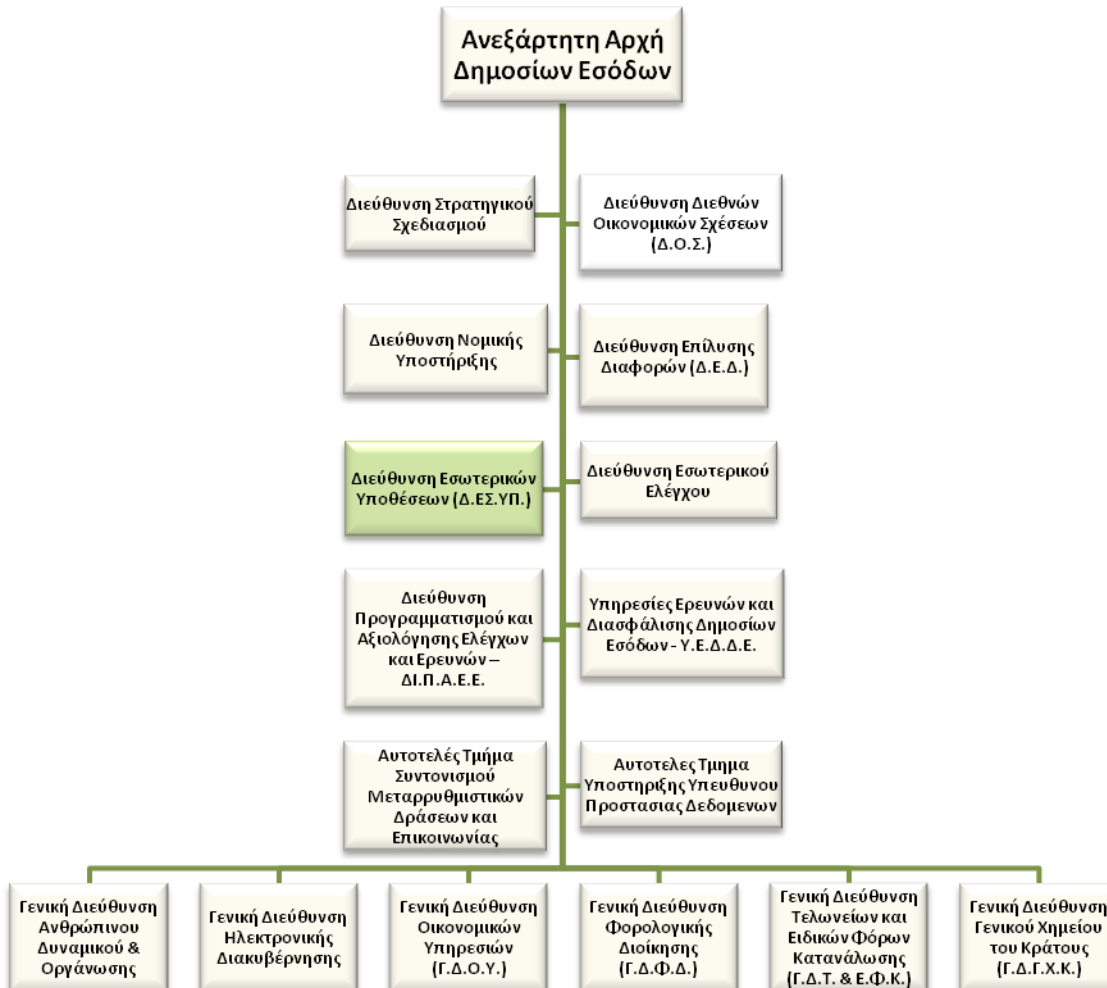 Ανεξάρτητη Αρχή
Δημοσίων Εσόδων
Διεύθυνση Στρατηγικού
Σχεδιασμού
Διεύθυνση Διεθνών
Οικονομικών Σχέσεων
(Δ.Ο.Σ.)
Διεύθυνση Νομικής
Υποστήριξης
Διεύθυνση Επίλυσης
Διαφορών (Δ.Ε.Δ.)
Διεύθυνση Εσωτερικών
Υποθέσεων (Δ.ΕΣ.ΥΠ.)
Διεύθυνση Εσωτερικού
Ελέγχου
Διεύθυνση
Προγραμματισμού και
Αξιολόγησης Ελέγχων
και Ερευνών –
ΔΙ.Π.Α.Ε.Ε.
Υπηρεσίες Ερευνών και
Διασφάλισης Δημοσίων
Εσόδων - Υ.Ε.Δ.Δ.Ε.
Αυτοτελές Τμήμα
Συντονισμού
Μεταρρυθμιστικών
Δράσεων και
Επικοινωνίας
Αυτοτελες Τμημα
Υποστηριξης Υπευθυνου
Προστασιας Δεδομενων
Γενική Διεύθυνση
Ανθρώπινου
Δυναμικού &
Οργάνωσης
Γενική Διεύθυνση
Ηλεκτρονικής
Διακυβέρνησης
Γενική Διεύθυνση
Οικονομικών
Υπηρεσιών
(Γ.Δ.Ο.Υ.)
Γενική Διεύθυνση
Φορολογικής
Διοίκησης
(Γ.Δ.Φ.Δ.)
Γενική Διεύθυνση
Τελωνείων και
Ειδικών Φόρων
Κατανάλωσης
(Γ.Δ.Τ. & Ε.Φ.Κ.)
Γενική Διεύθυνση
Γενικού Χημείου
του Κράτους
(Γ.Δ.Γ.Χ.Κ.)